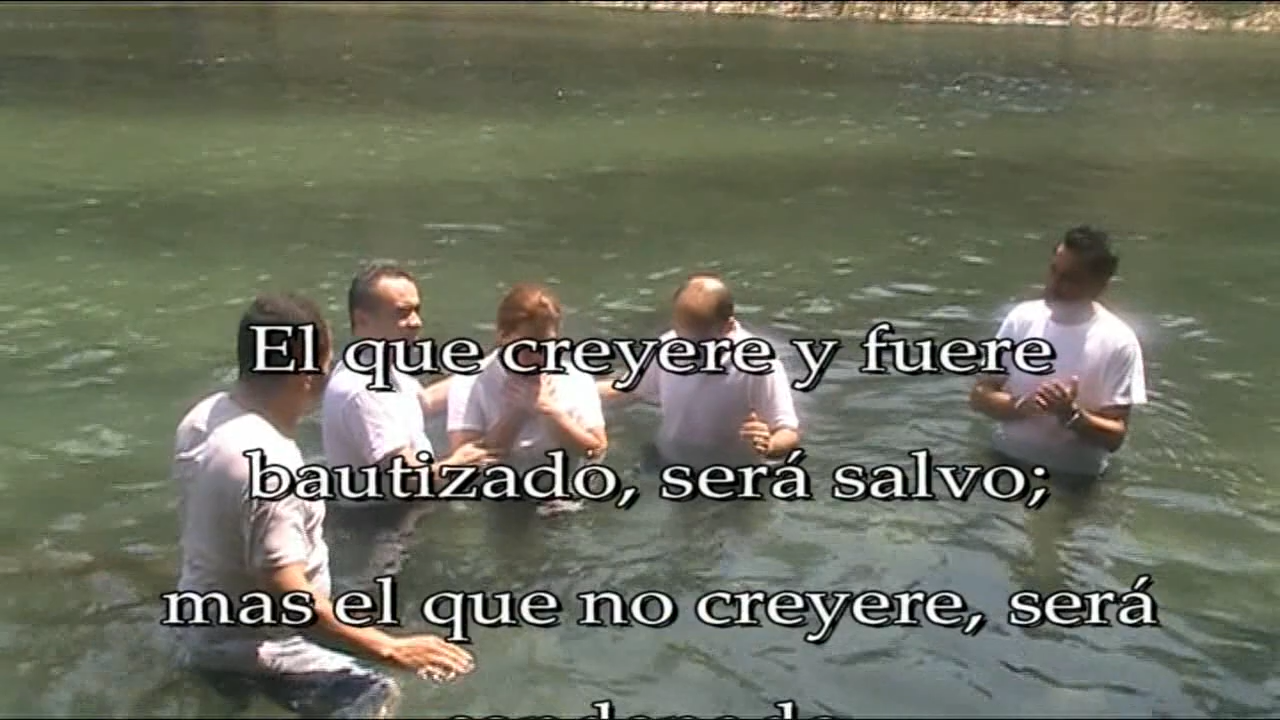 El que creyere y fuere
bautizado, será salvo;
mas el que no creyere, será